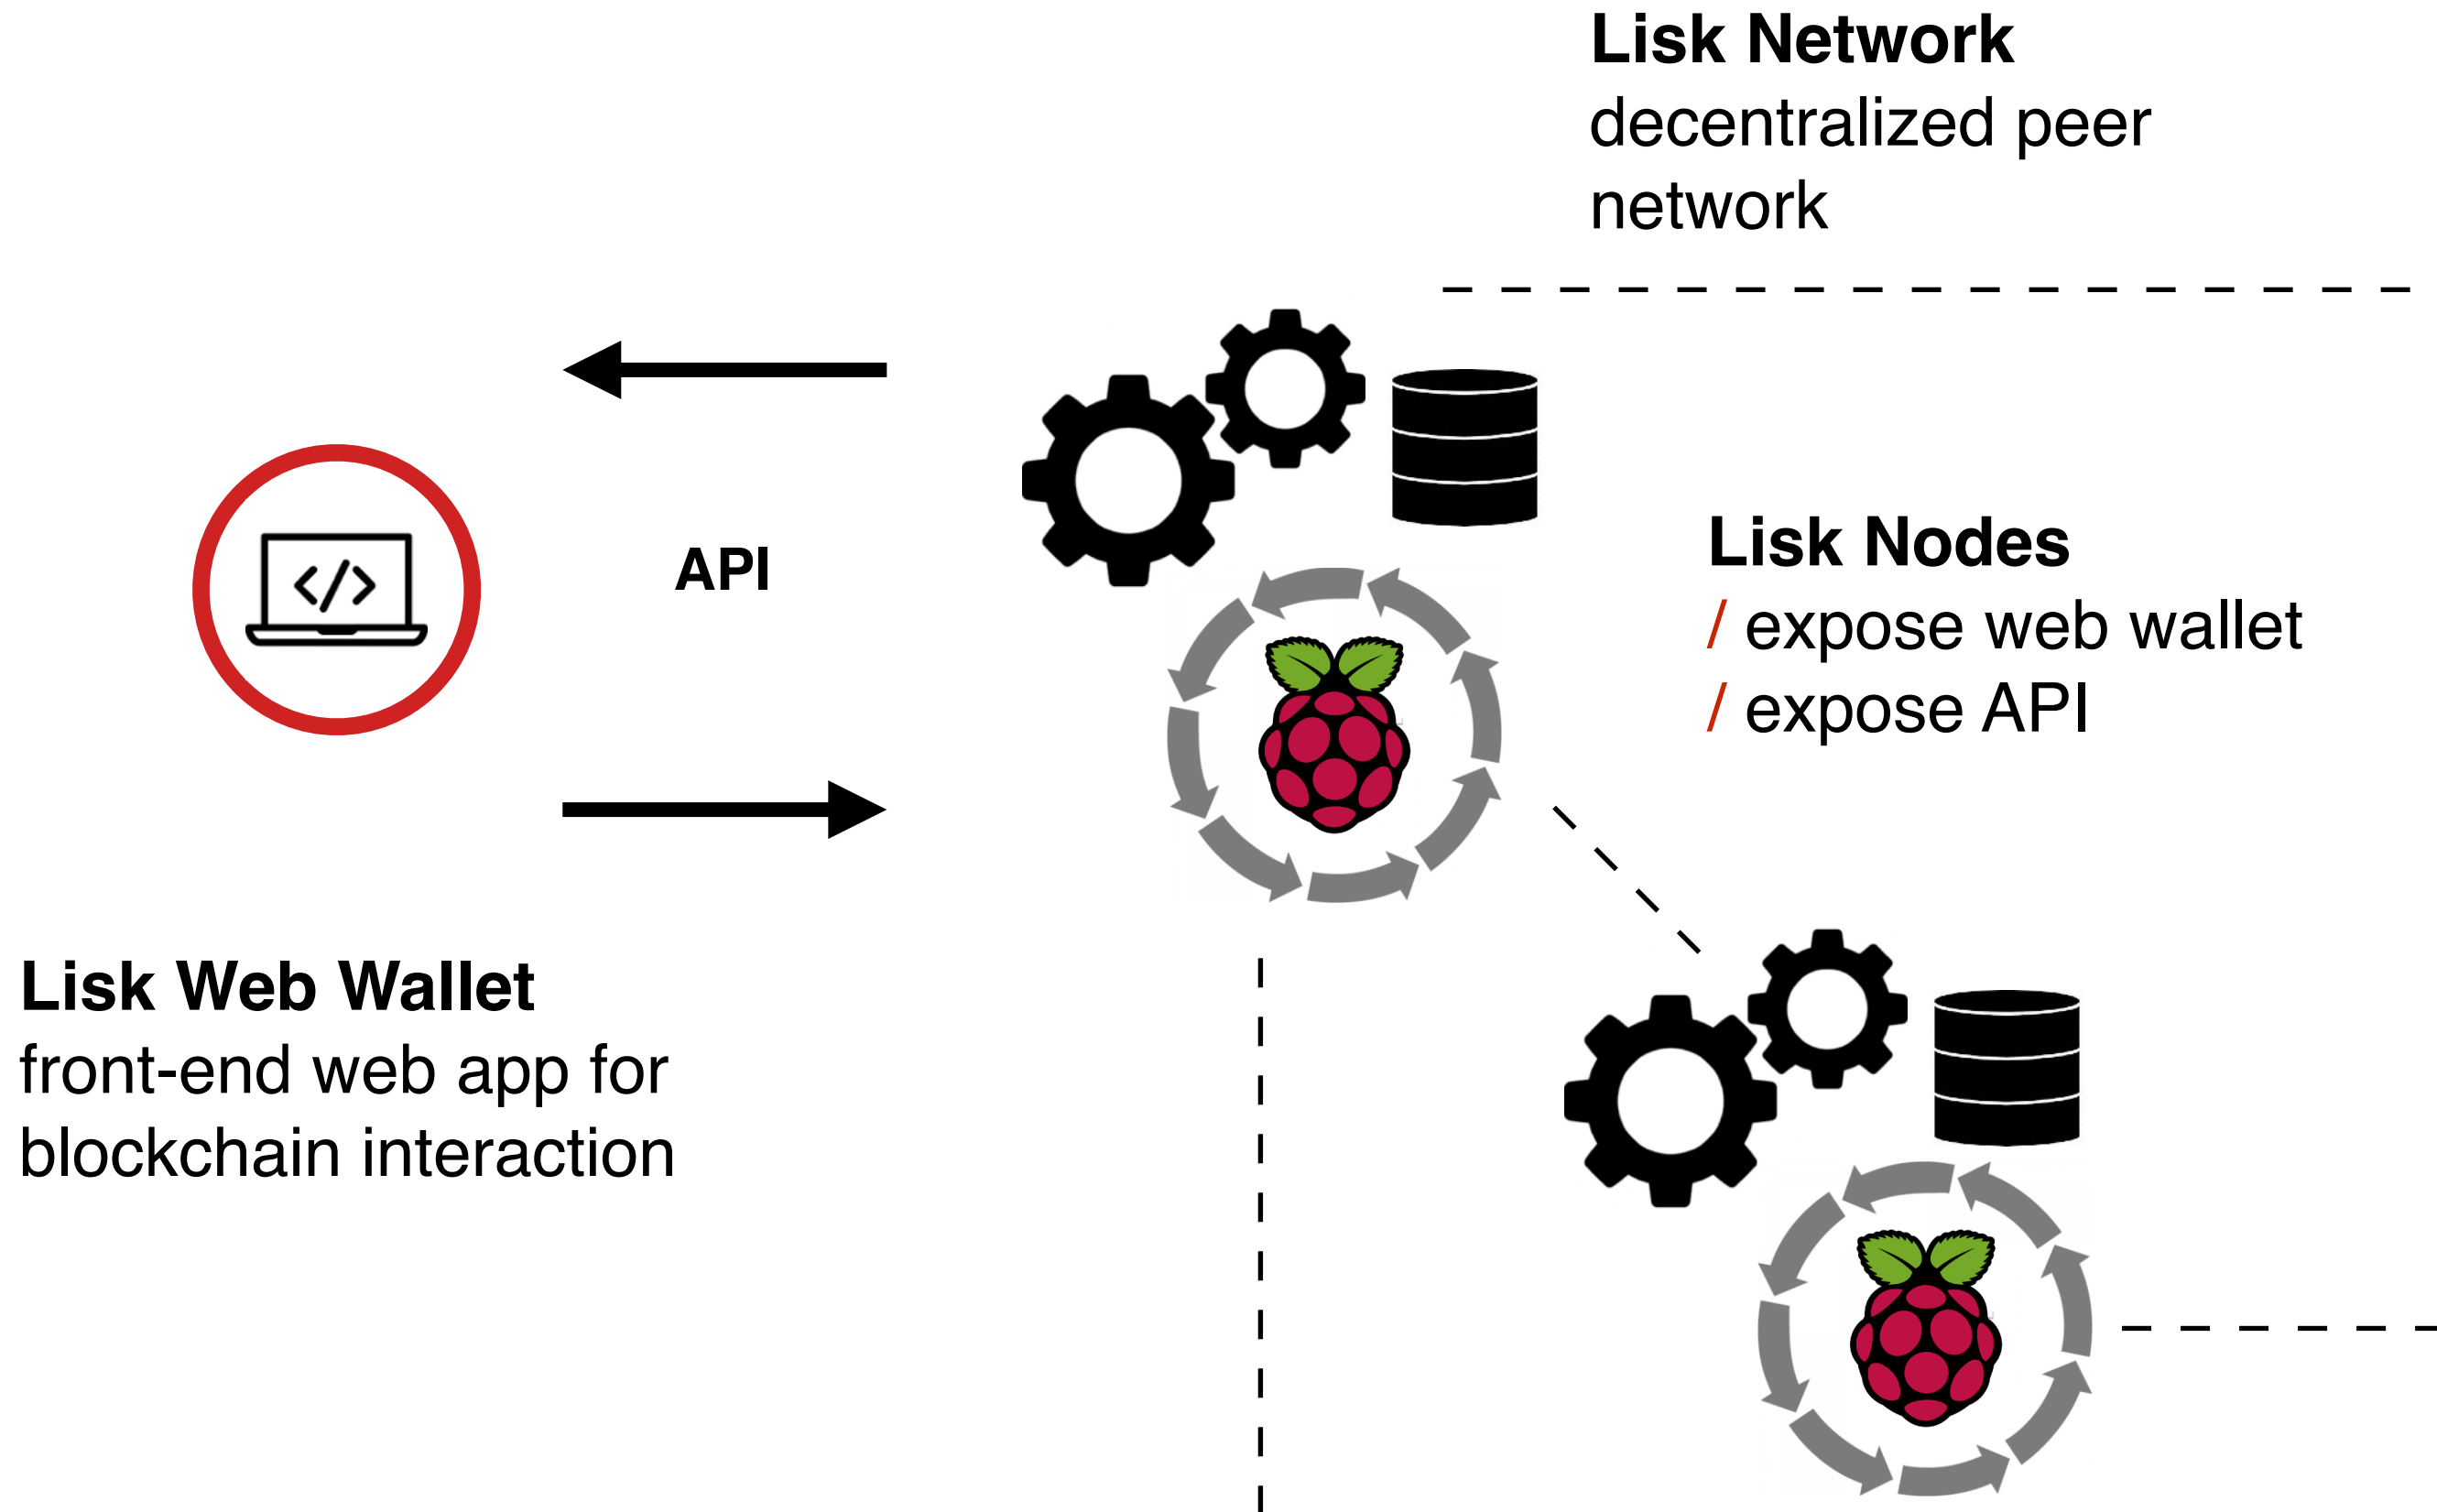 Lisk Network
decentralized peer
network
API
Lisk Nodes
/ expose web wallet
/ expose API
Lisk Web Wallet
front-end web app for
blockchain interaction